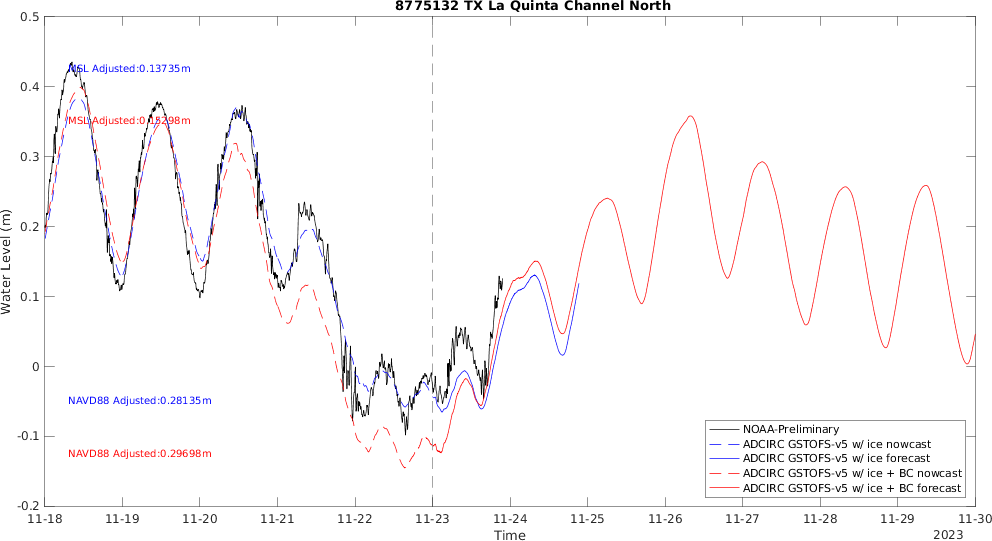 8775132 TX La Quinta Channel North
0.5
0.4
0.3
0.2
0.1
0
-0.1
-0.2
Water Level (m)
MSL Adjusted:0.13735m
MSL Adjusted:0.15298m
NAVD88 Adjusted:0.28135m
NAVD88 Adjusted:0.29698m
NOAA-Preliminary
ADCIRC GSTOFS-v5 w/ ice nowcast
ADCIRC GSTOFS-v5 w/ ice forecast
ADCIRC GSTOFS-v5 w/ ice + BC nowcast
ADCIRC GSTOFS-v5 w/ ice + BC forecast
11-18 11-19 11-20 11-21 11-22 11-23 11-24 11-25 11-26 11-27 11-28 11-29 11-30
Time
2023